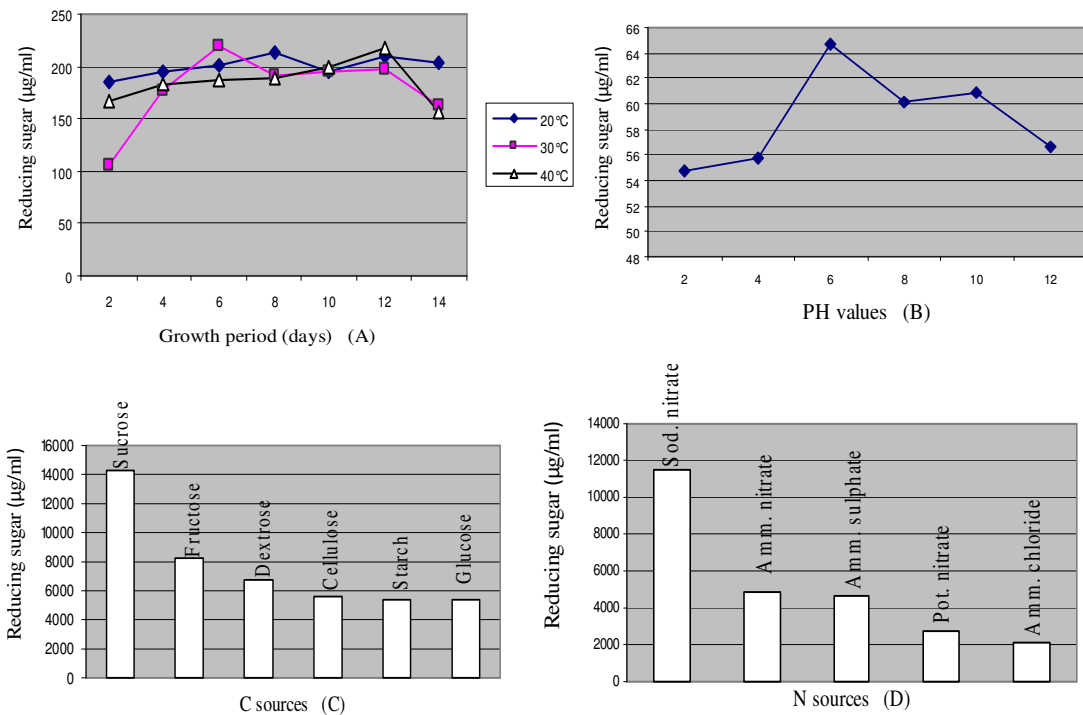 250
200
150
100
50
0
Reducing sugar (µg/ml)
2 4 6 8 10 12 14
Growth period (days) (A)
20°C
30°C
40°C
66
64
62
60
58
56
54
52
50
48
Reducing sugar (µg/ml)
2 4 6 8 10 12
PH values (B)
16000
14000
12000
10000
8000
6000
4000
2000
0
Reducing sugar (µg/ml)
Sucrose
Fructose
Dextrose
Cellulose
Starch
Glucose
C sources (C)
14000
12000
10000
8000
6000
4000
2000
0
Reducing sugar (µg/ml)
Sod. nitrate
Amm. nitrate
Amm. sulphate
Pot. nitrate
Amm. chloride
N sources (D)